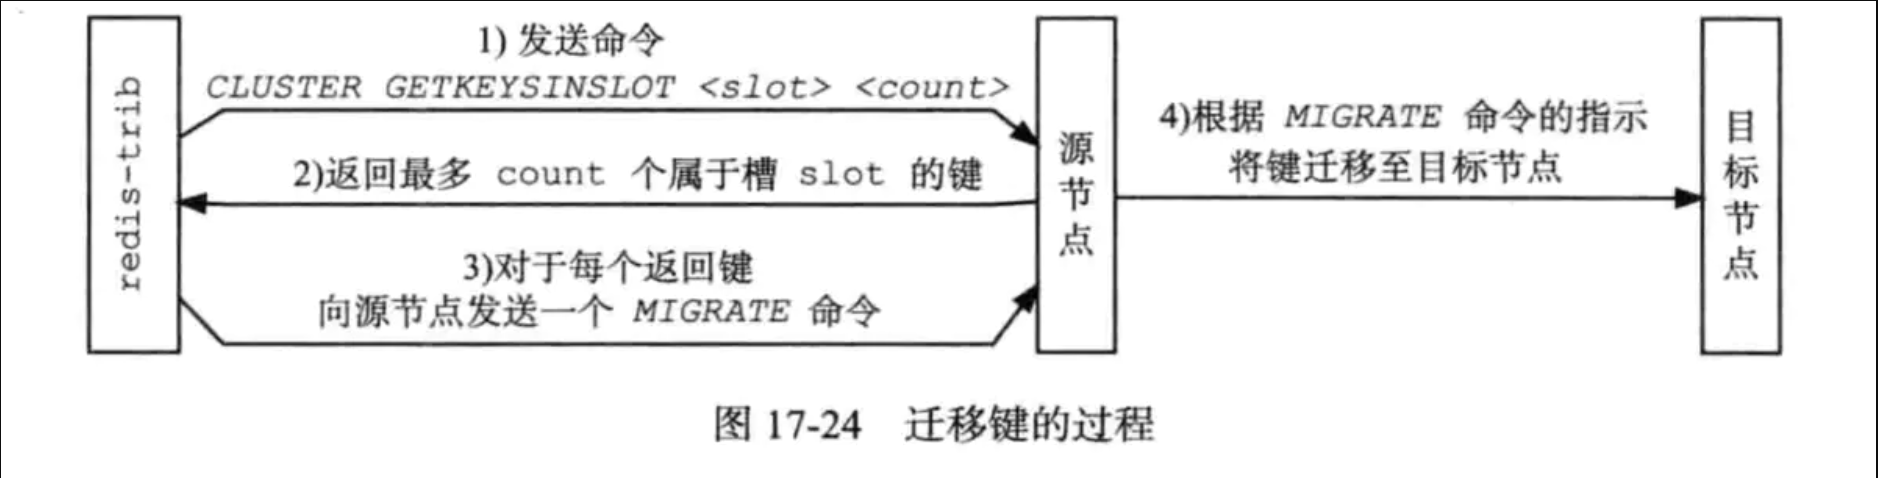 redis-trib
1) 发送命令
CLUSTER GETKEYSINSLOT <slot> <count>
2)返回最多 count 个属于槽 slot 的键
3)对于每个返回键
向源节点发送一个 MIGRATE 命令
源节点
4)根据 MIGRATE 命令的指示
将键迁移至目标节点
目标节点
图 17-24 迁移键的过程